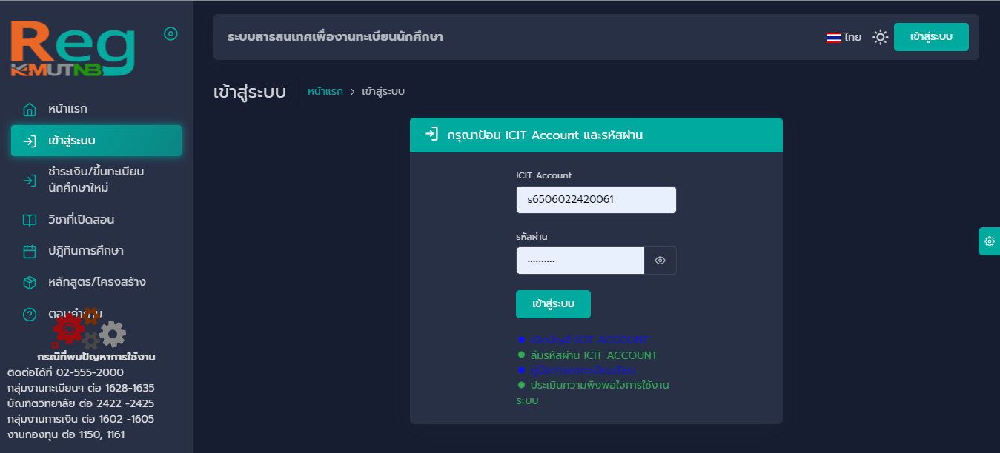 Reg
KMUTNB
หน้าแรก
เข้าสู่ระบบ
ชำระเงิน/ขึ้นทะเบียน
นักศึกษาใหม่
วิชาที่เปิดสอน
ปฎิทินการศึกษา
หลักสูตร/โครงสร้าง
กรณีที่พบปัญหาการใช้งาน
ติดต่อได้ที่ 02-555-2000
กลุ่มงานทะเบียนฯ ต่อ 1628-1635
บัณฑิตวิทยาลัย ต่อ 2422 -2425
กลุ่มงานการเงิน ต่อ 1602 -1605
งานกองทุน ต่อ 1150, 1161
ระบบสารสนเทศเพื่องานทะเบียนนักศึกษา
ไทย
เข้าสู่ระบบ
เข้าสู่ระบบ
หน้าแรก > เข้าสู่ระบบ
กรุณาป้อน ICIT Account และรหัสผ่าน
ICIT Account
s6506022420061
รหัสผ่าน
เข้าสู่ระบบ
เปิดบัญชี ICIT ACCOUNT
ลืมรหัสผ่าน ICIT ACCOUNT
คู่มือการลงทะเบียนเรียน
ประเมินความพึงพอใจการใช้งาน
ระบบ